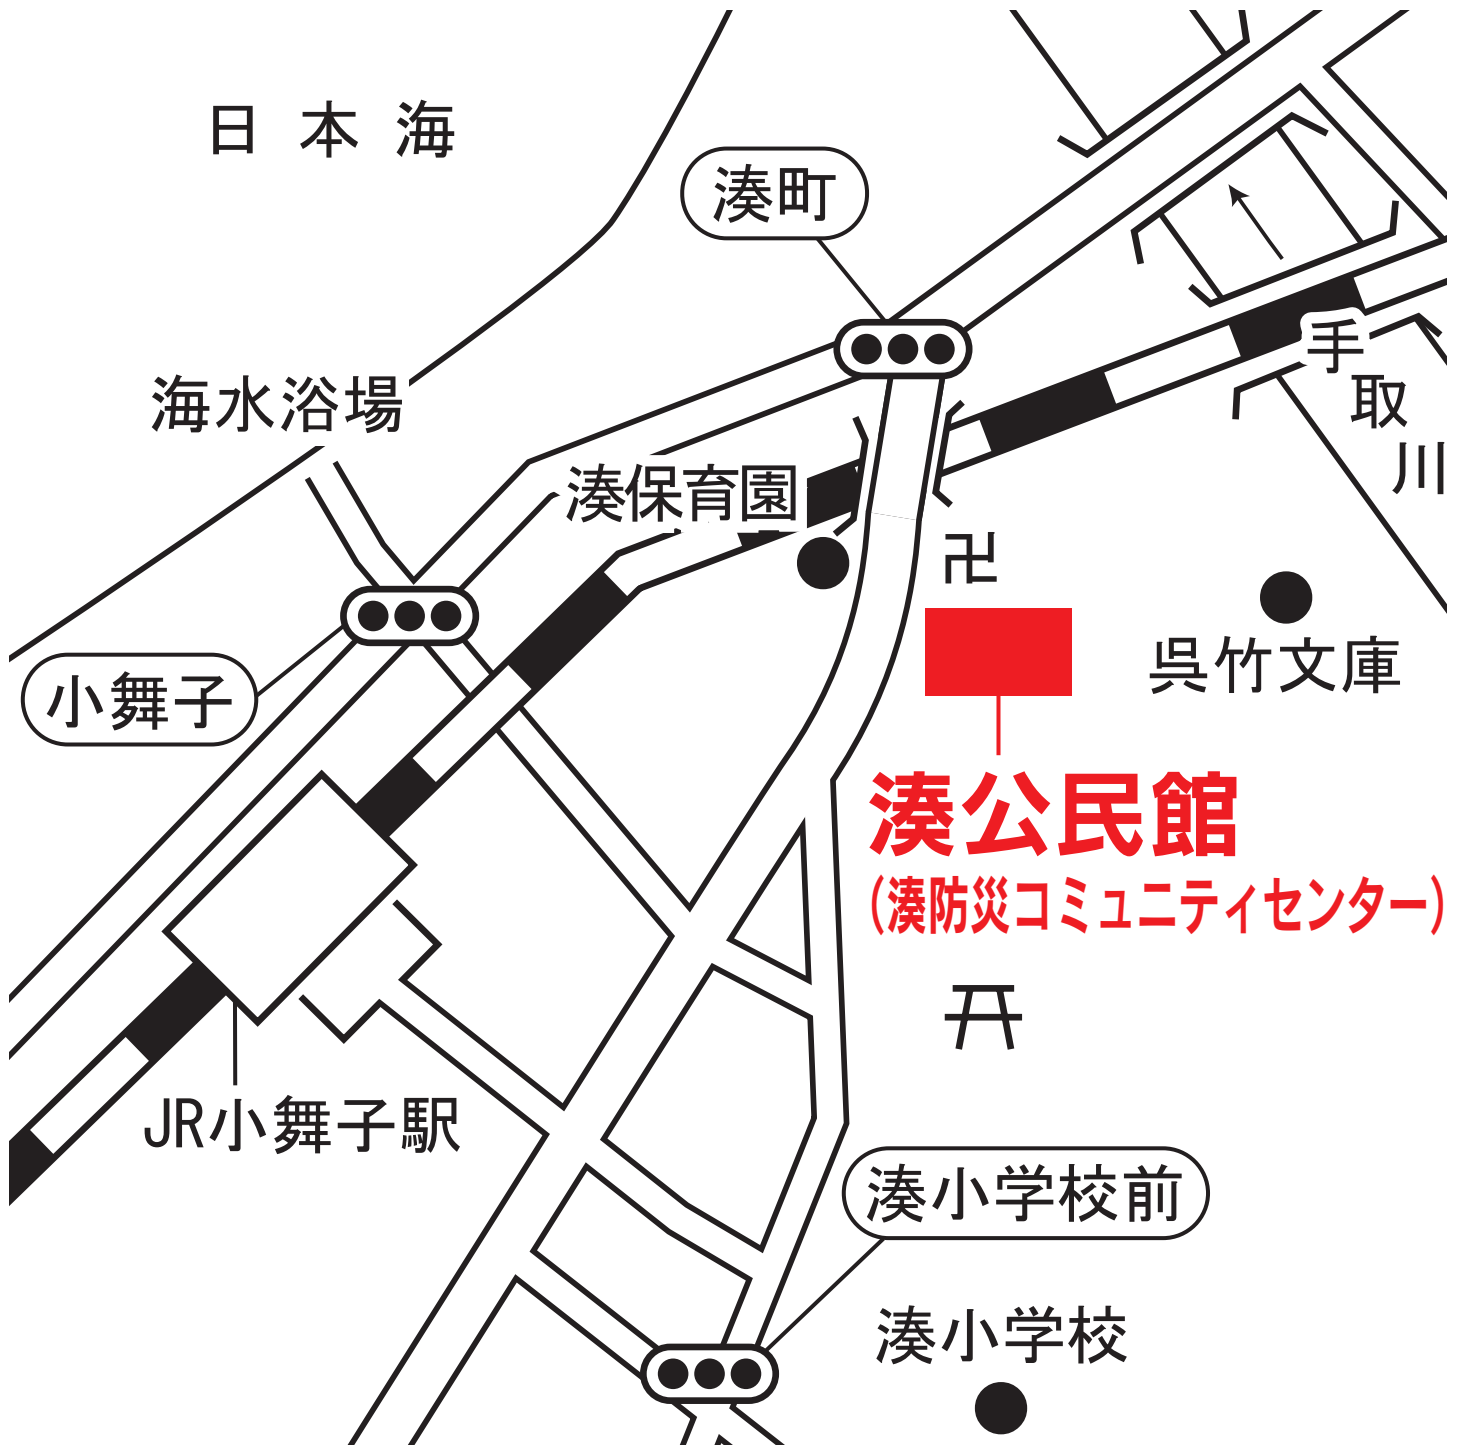 日本海
湊町
海水浴場
手取川
湊保育園
卍
小舞子
呉竹文庫
湊公民館
（湊防災コミュニティセンター）
JR小舞子駅
湊小学校前
湊小学校